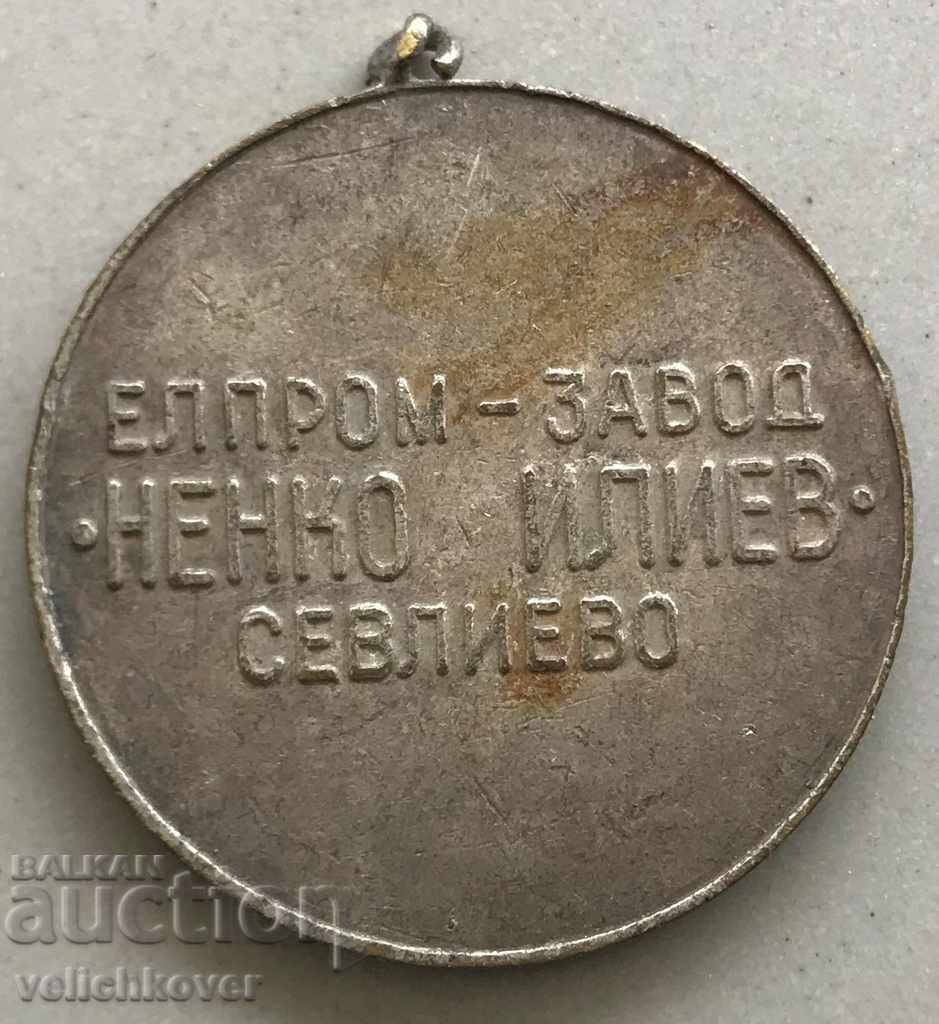 ЕЛПРОМ - ЗАВОД
·НЕНКО ИЛИЕВ·
СЕВЛИЕВО
BALKAN
auction
velichkover